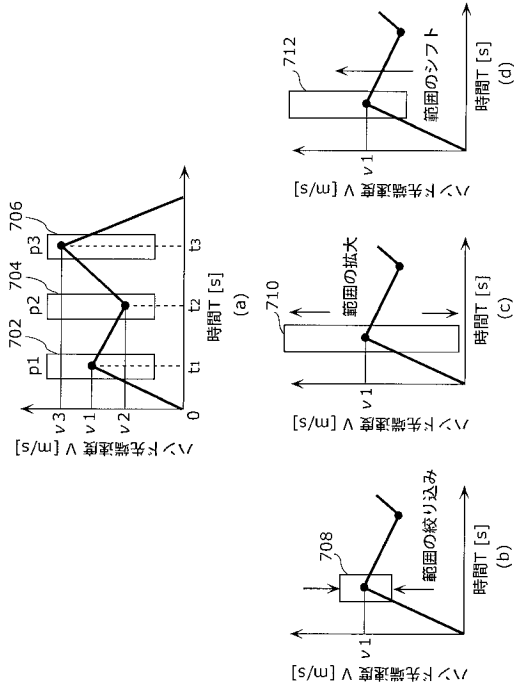 702
704
706
p1
p2
p3
ハンド先端速度 V [m/s]
v3
v1
v2
0
t1
t2
t3
時間T [s]
(a)
708
ハンド先端速度 V [m/s]
v1
範囲の絞り込み
時間T [s]
(b)
710
範囲の拡大
ハンド先端速度 V [m/s]
v1
時間T [s]
(c)
712
ハンド先端速度 V [m/s]
v1
範囲のシフト
時間T [s]
(d)